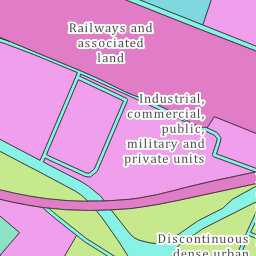 Railways and
associated
land
Industrial,
commercial,
public,
military and
private units
Discontinuous
dense urban